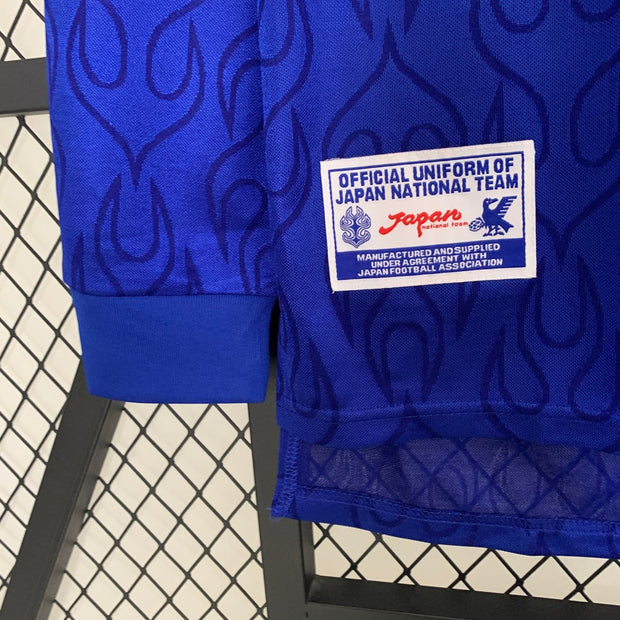 OFFICIAL UNIFORM OF
JAPAN NATIONAL TEAM
Japan
national team
MANUFACTURED AND SUPPLIED
UNDER AGREEMENT WITH
JAPAN FOOTBALL ASSOCIATION